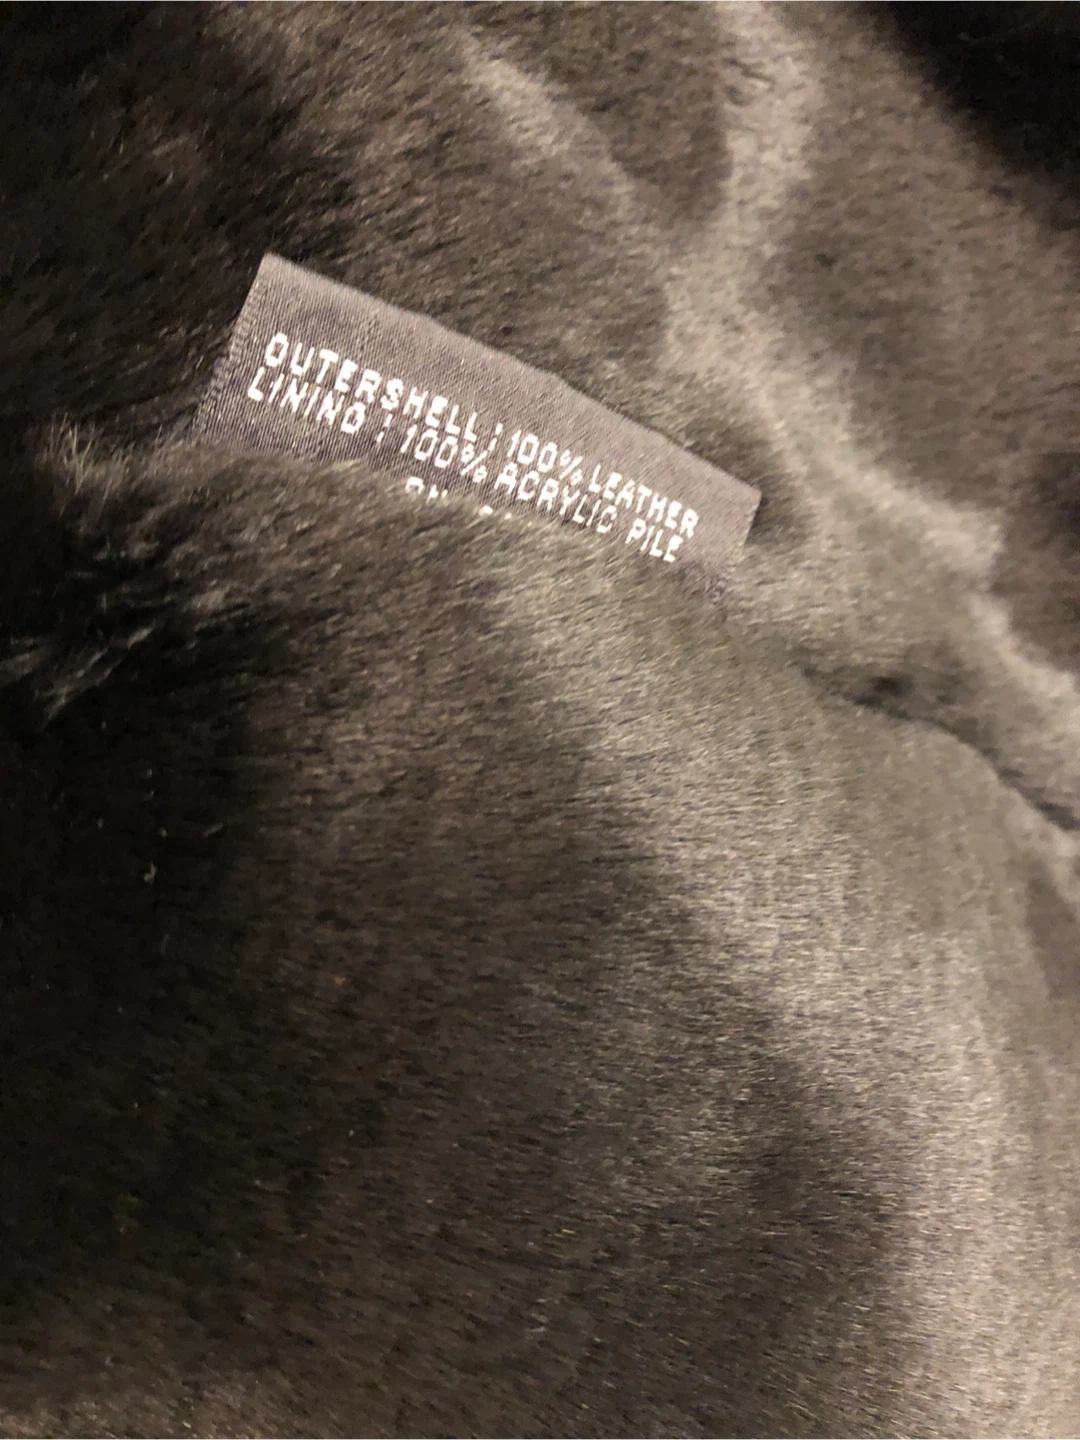 OUTERSHELL : 100% LEATHER
LINING : 100% ACRYLIC PILE